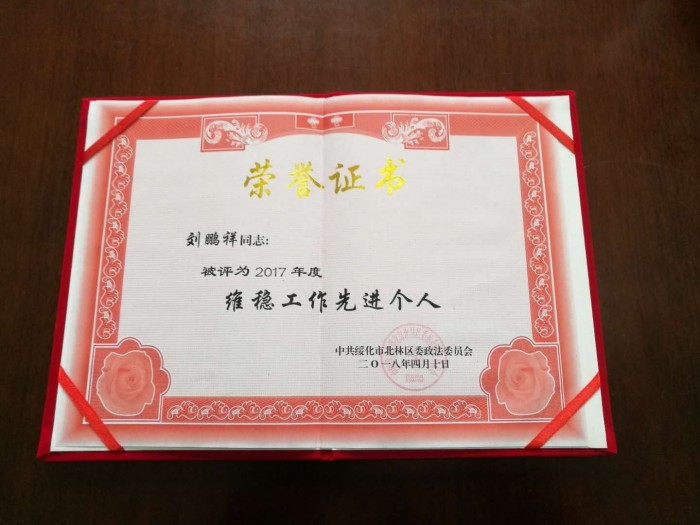 荣誉证书
刘鹏祥同志：
被评为2017年度
维稳工作先进个人
中共绥化市北林区委政法委员会
二〇一八年四月十日